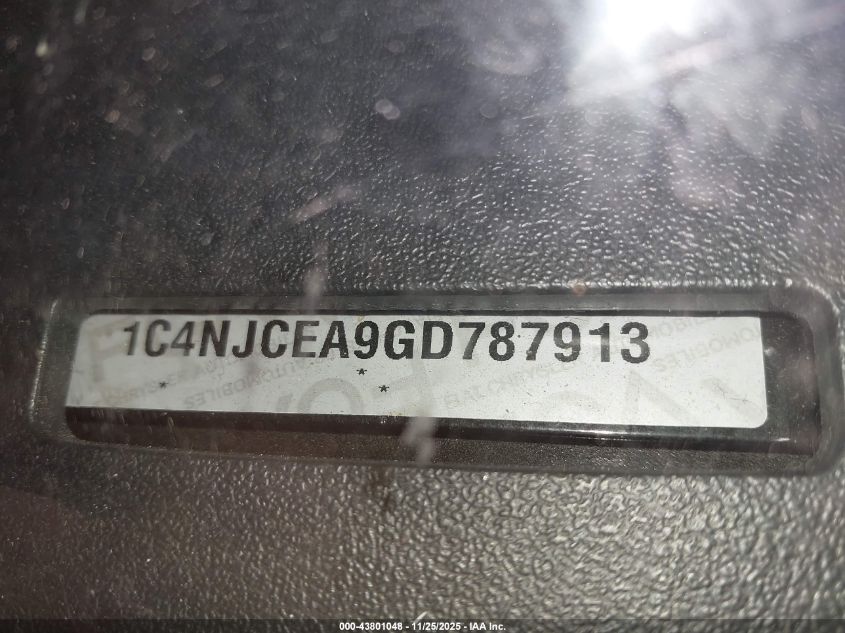 1C4NJCEA9GD787913
* * *
000-43801048 - 11/25/2025 - IAA Inc.